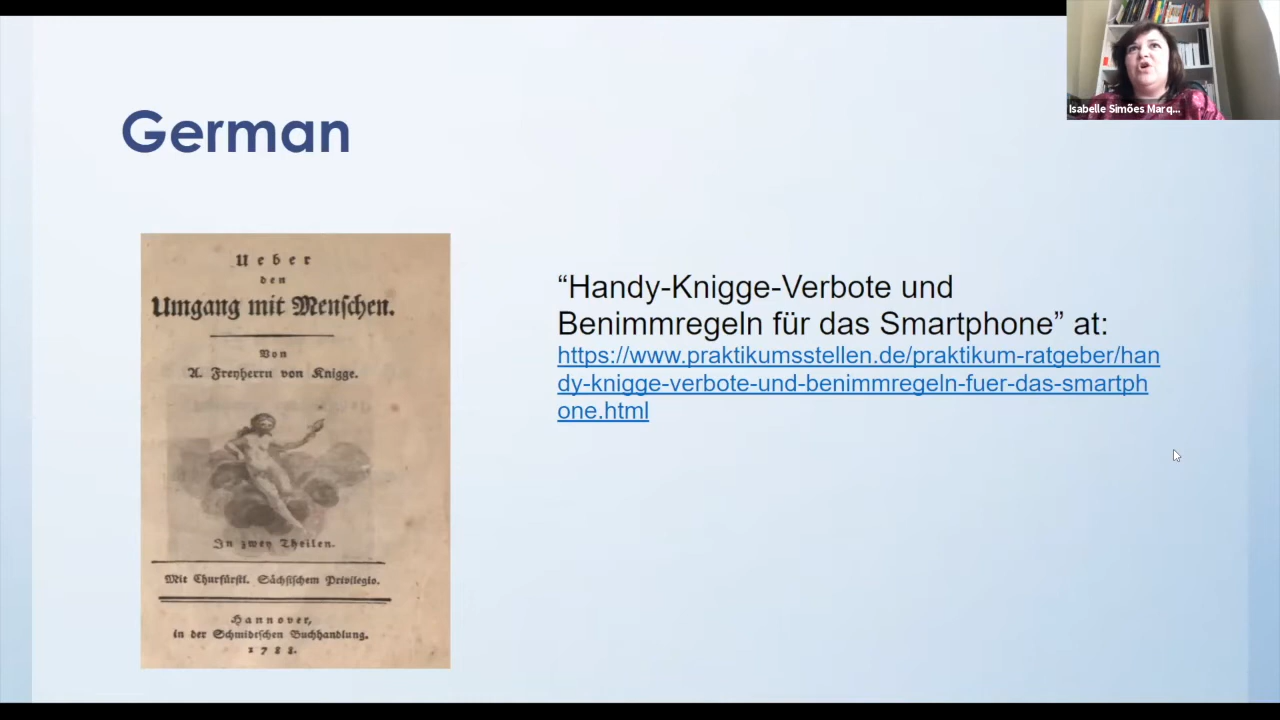 German
Ueber
den
Umgang mit Menschen.
Von
A. Freyherrn von Knigge.
In zwey Theilen.
Mit Churfürstl. Sächsischem Privilegio.
Hannover,
in der Schmidtschen Buchhandlung.
1788.
“Handy-Knigge-Verbote und
Benimmregeln für das Smartphone” at:
https://www.praktikumsstellen.de/praktikum-ratgeber/han
dy-knigge-verbote-und-benimmregeln-fuer-das-smartph
one.html
Isabelle Simões Marq...